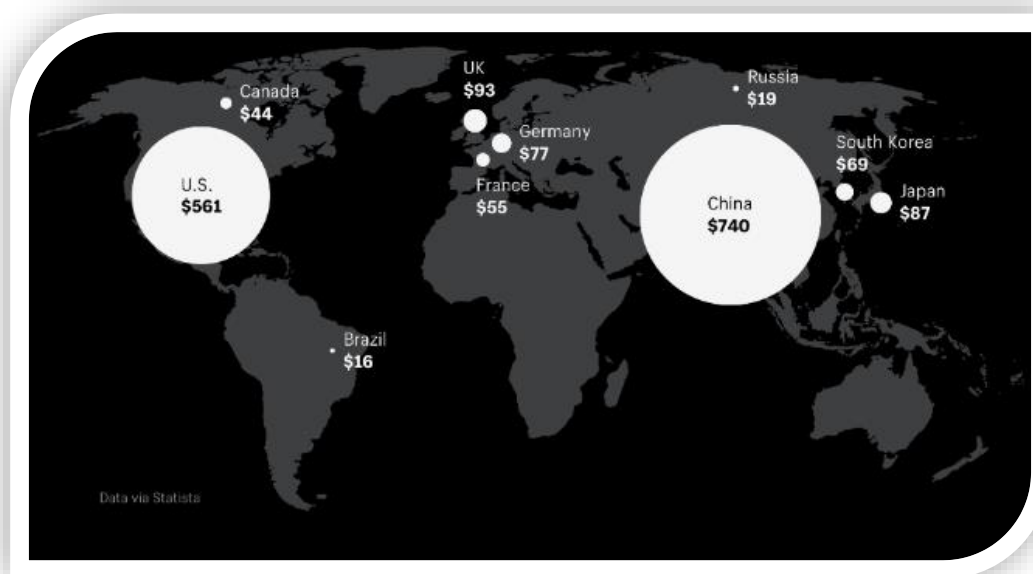 UK
$93
Russia
$19
Canada
$44
Germany
$77
South Korea
$69
France
$55
U.S.
$561
Japan
$87
China
$740
Brazil
$16
Data via Statista